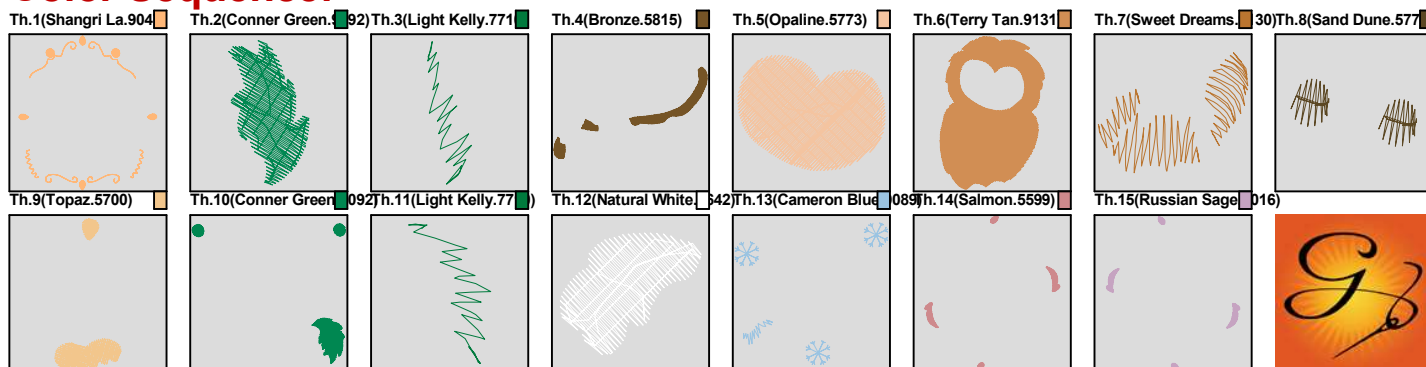 Color Sequence:
Th.1(Shangri La.904
Th.2(Conner Green. 92)
Th.3(Light Kelly.771
Th.4(Bronze.5815)
Th.5(Opaline.5773)
Th.6(Terry Tan.9131
Th.7(Sweet Dreams. 30)
Th.8(Sand Dune.577
Th.9(Topaz.5700)
Th.10(Conner Green 092)
Th.11(Light Kelly.77 )
Th.12(Natural White. 642)
Th.13(Cameron Blue 089)
Th.14(Salmon.5599)
Th.15(Russian Sage 016)